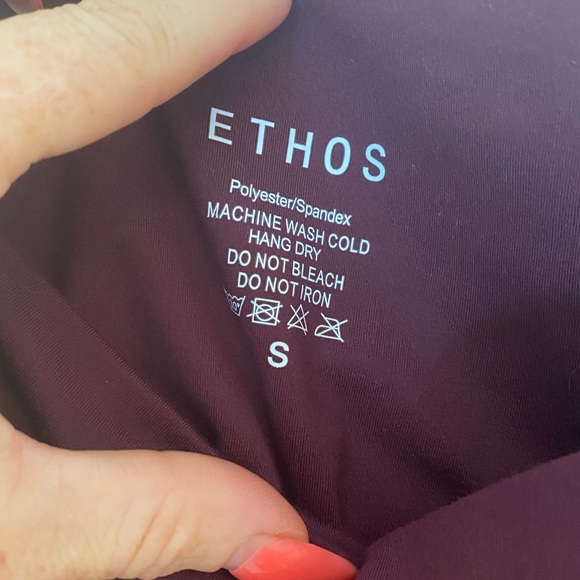 ETHOS
Polyester/Spandex
MACHINE WASH COLD
HANG DRY
DO NOT BLEACH
DO NOT IRON
S